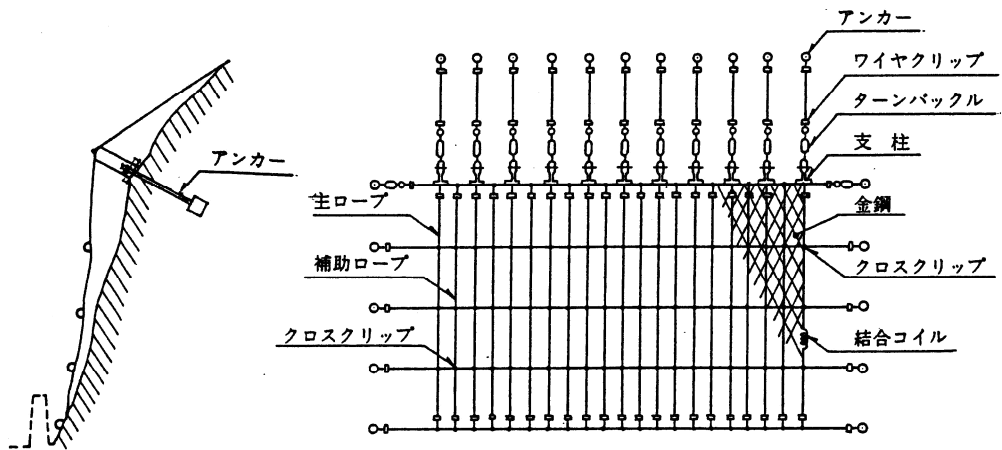 アンカー
ワイヤクリップ
ターンバックル
支柱
アンカー
主ロープ
金鋼
補助ロープ
クロスクリップ
クロスクリップ
結合コイル